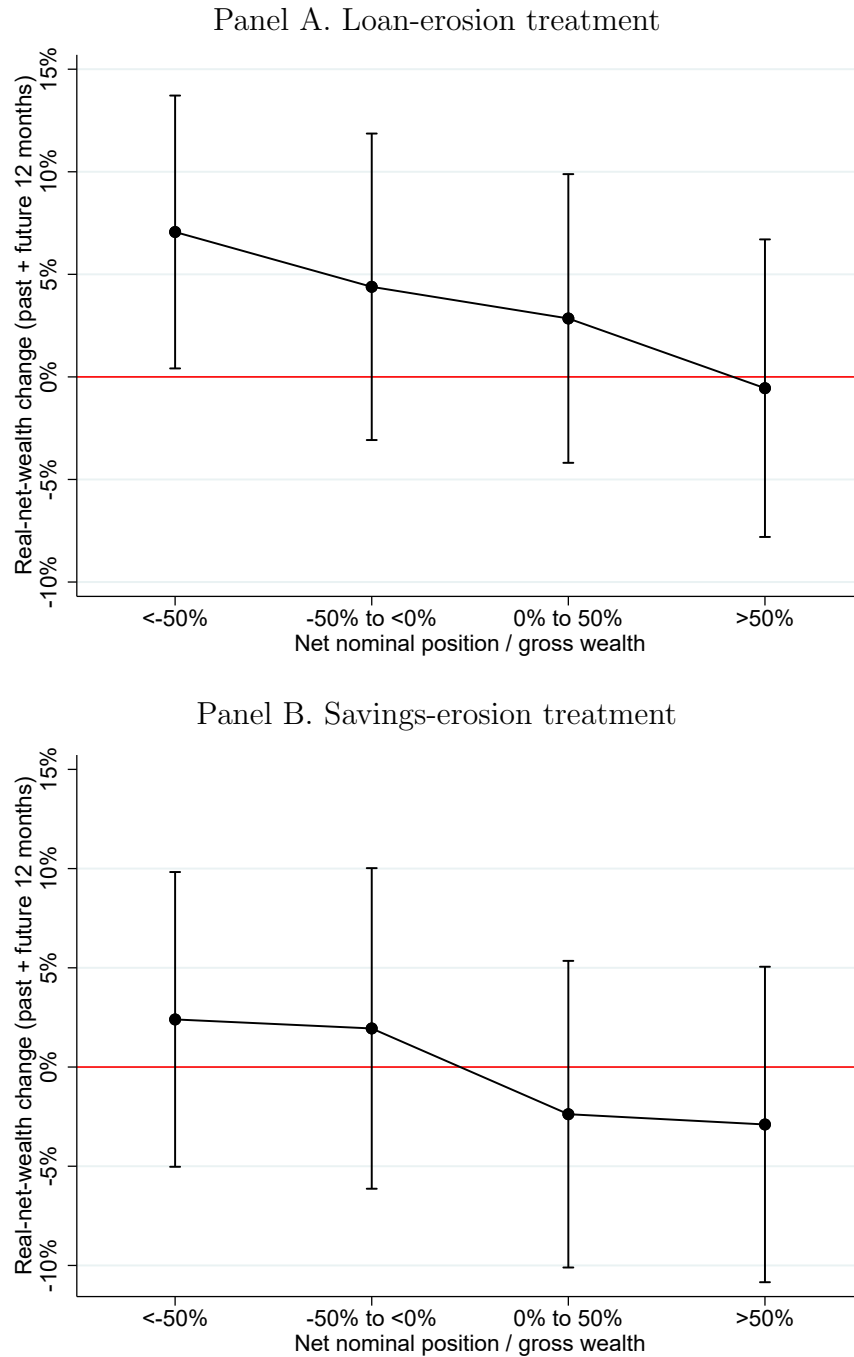 Panel A. Loan-erosion treatment
Real-net-wealth change (past + future 12 months)
15%
10%
5%
0%
-5%
-10%
<-50%
-50% to <0%
0% to 50%
>50%
Net nominal position / gross wealth
Panel B. Savings-erosion treatment
Real-net-wealth change (past + future 12 months)
15%
10%
5%
0%
-5%
-10%
<-50%
-50% to <0%
0% to 50%
>50%
Net nominal position / gross wealth